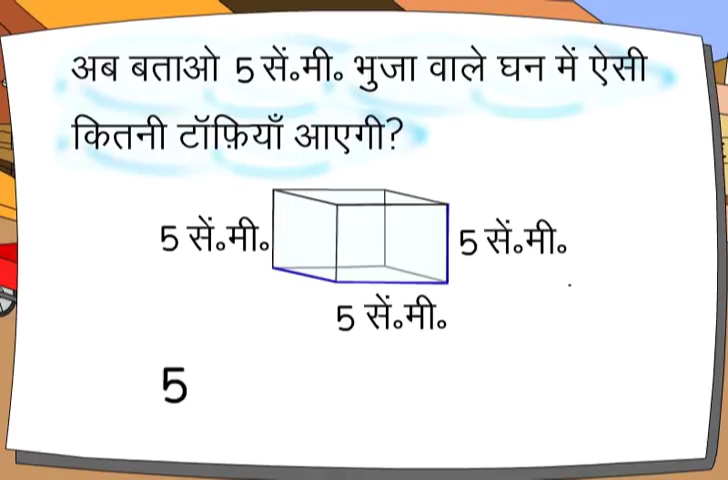 अब बताओ 5 सें॰मी॰ भुजा वाले घन में ऐसी
कितनी टॉफ़ियाँ आएगी?
5 सें॰मी॰
5 सें॰मी॰
5 सें॰मी॰
5